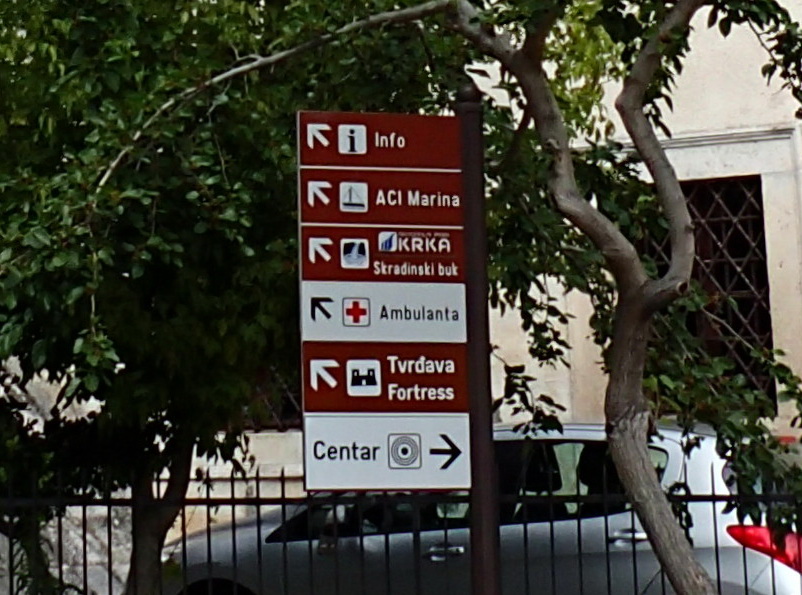 i Info
ACI Marina
KRKA
Skradinski buk
Ambulanta
Tvrđava
Fortress
Centar